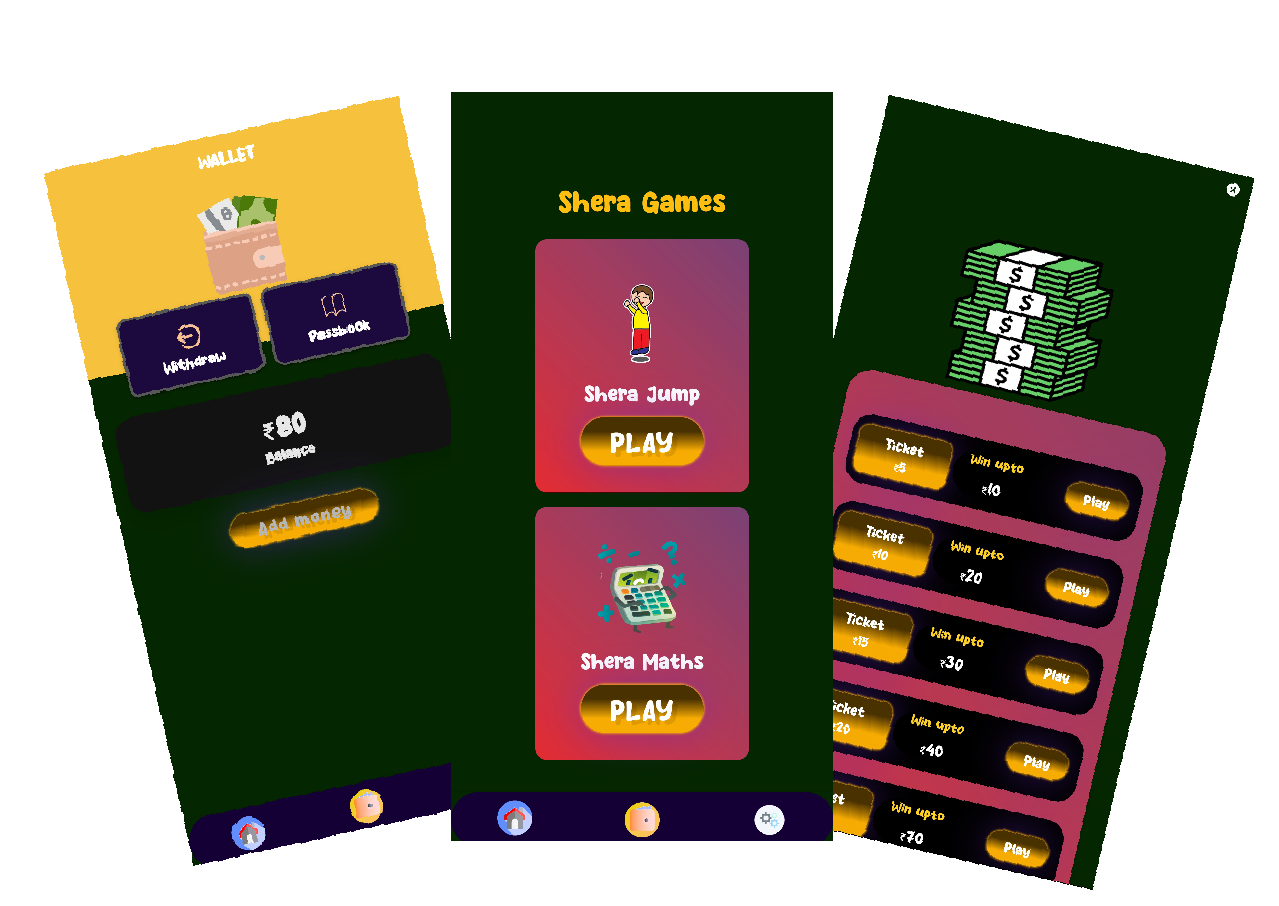 WALLET
Withdraw
Passbook
₹80
Balance
Add money
Shera Games
Shera Jump
PLAY
Shera Maths
PLAY
$
$
$
$
$
Ticket
₹5
Win upto
₹10
Play
Ticket
₹10
Win upto
₹20
Play
Ticket
₹15
Win upto
₹30
Play
icket
₹20
Win upto
₹40
Play
et
Win upto
₹70
Play